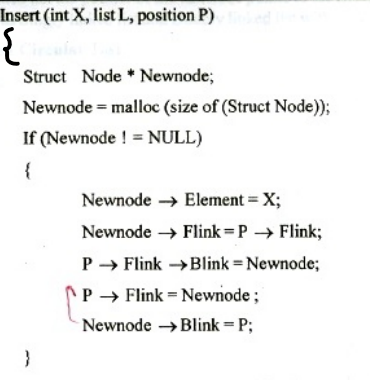 Insert (int X, list L, position P)
{
Struct Node * Newnode;
Newnode = malloc (size of (Struct Node));
If (Newnode ! = NULL)
{
Newnode → Element = X;
Newnode → Flink = P → Flink;
P → Flink → Blink = Newnode;
P → Flink = Newnode ;
Newnode → Blink = P;
}